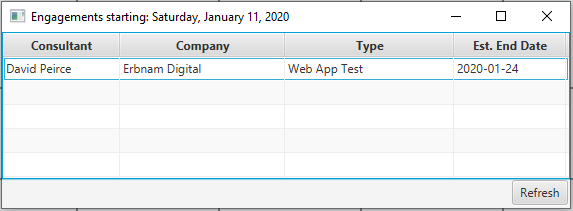 Engagements starting: Saturday, January 11, 2020
Consultant Company Type Est. End Date
David Peirce Erbnam Digital Web App Test 2020-01-24
Refresh